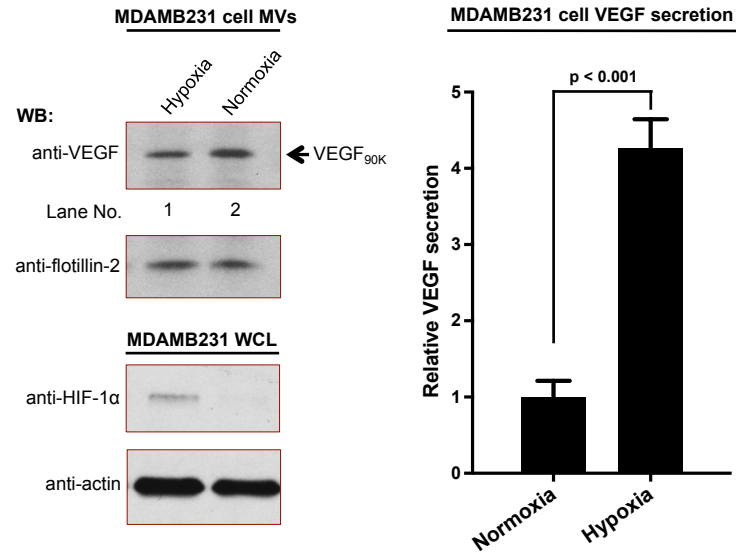 MDAMB231 cell MVs
Hypoxia
Normoxia
WB:
anti-VEGF
VEGF90K
Lane No. 1 2
anti-flotillin-2
MDAMB231 WCL
anti-HIF-1α
anti-actin
MDAMB231 cell VEGF secretion
p < 0.001
Relative VEGF secretion
5
4
3
2
1
0
Normoxia
Hypoxia